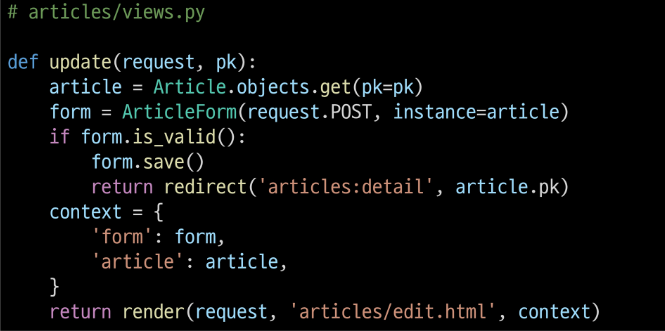 # articles/views.py
def update(request, pk):
    article = Article.objects.get(pk=pk)
    form = ArticleForm(request.POST, instance=article)
    if form.is_valid():
        form.save()
        return redirect('articles:detail', article.pk)
    context = {
        'form': form,
        'article': article,
    }
    return render(request, 'articles/edit.html', context)